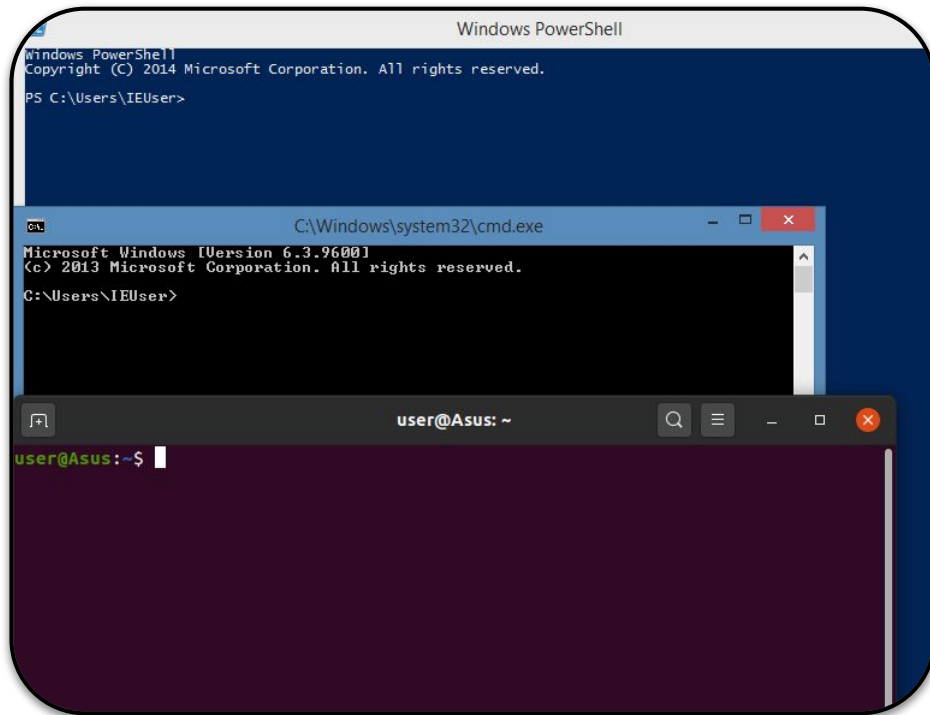 Windows PowerShell
Windows PowerShell
Copyright (C) 2014 Microsoft Corporation. All rights reserved.
PS C:\Users\IEUser>
C:\Windows\system32\cmd.exe
Microsoft Windows [Version 6.3.9600]
(c) 2013 Microsoft Corporation. All rights reserved.
C:\Users\IEUser>
user@Asus: ~
user@Asus:~$